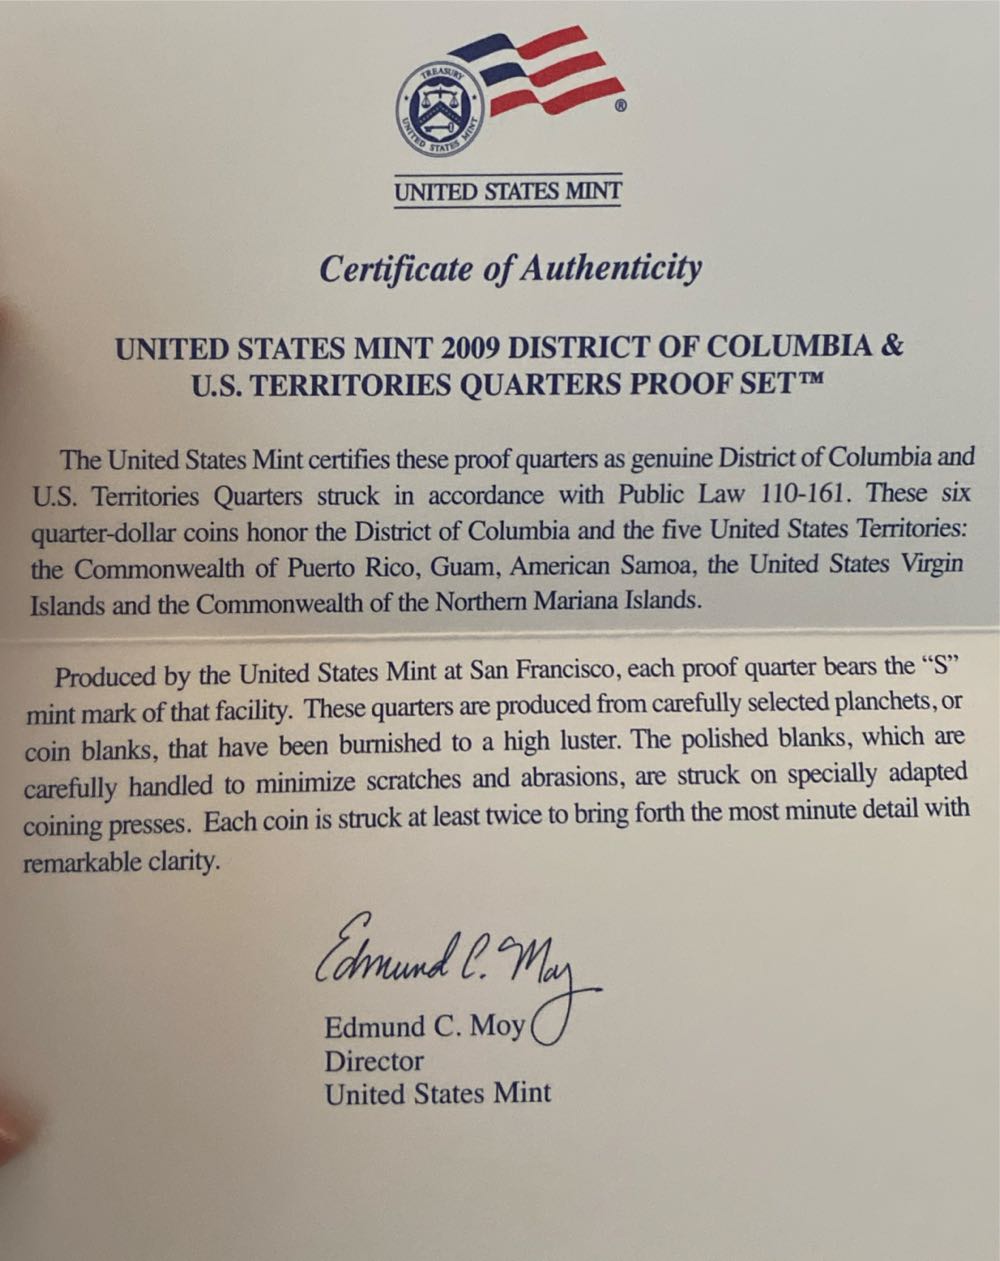 TREASURY
UNITED STATES MINT
®
UNITED STATES MINT
Certificate of Authenticity
UNITED STATES MINT 2009 DISTRICT OF COLUMBIA &
U.S. TERRITORIES QUARTERS PROOF SET™
The United States Mint certifies these proof quarters as genuine District of Columbia and
U.S. Territories Quarters struck in accordance with Public Law 110-161. These six
quarter-dollar coins honor the District of Columbia and the five United States Territories:
the Commonwealth of Puerto Rico, Guam, American Samoa, the United States Virgin
Islands and the Commonwealth of the Northern Mariana Islands.
Produced by the United States Mint at San Francisco, each proof quarter bears the “S”
mint mark of that facility. These quarters are produced from carefully selected planchets, or
coin blanks, that have been burnished to a high luster. The polished blanks, which are
carefully handled to minimize scratches and abrasions, are struck on specially adapted
coining presses. Each coin is struck at least twice to bring forth the most minute detail with
remarkable clarity.
Edmund C. Moy
Edmund C. Moy
Director
United States Mint